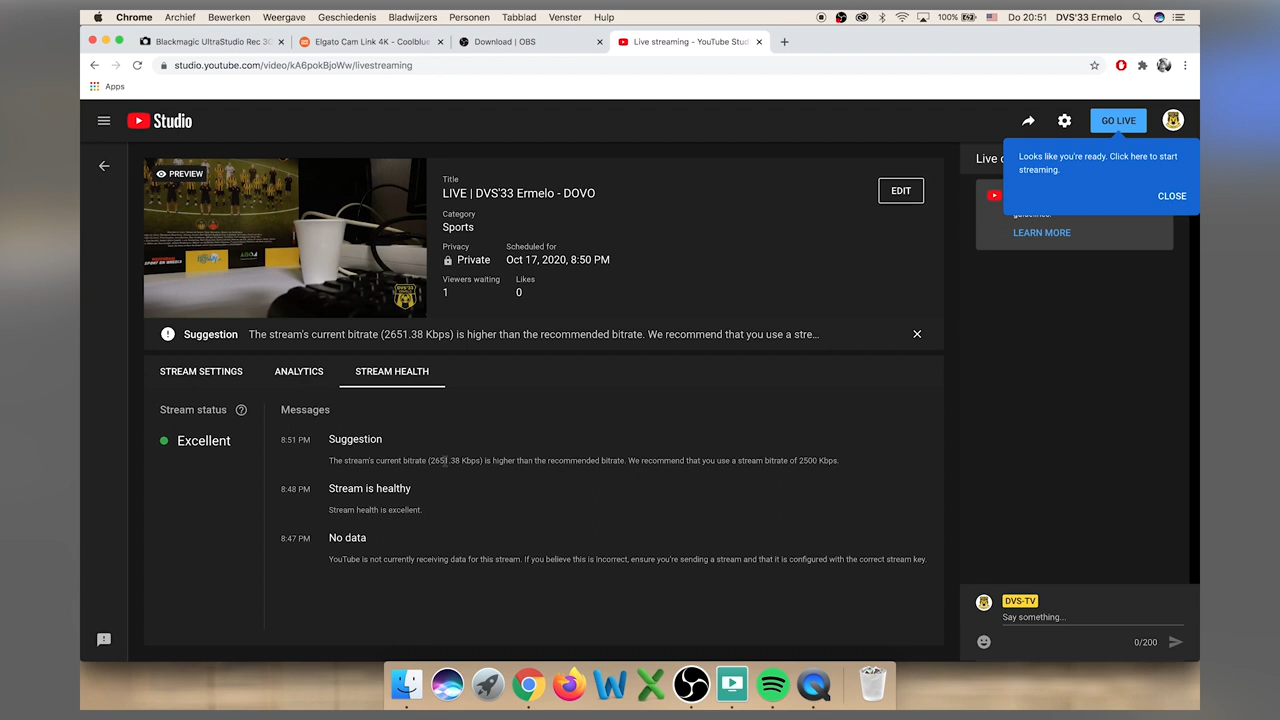 Chrome Archief Bewerken Weergave Geschiedenis Bladwijzers Personen Tabblad Venster Help 100% Do 20:51 DVS'33 Ermelo
Blackmagic UltraStudio Rec 3G Elgato Cam Link 4K - Coolblue Download | OBS Live streaming - YouTube Stud
studio.youtube.com/video/kA6pokBjoWw/livestreaming
Apps
Studio
GO LIVE
Looks like you're ready. Click here to start
streaming.
CLOSE
Live
guidelines.
LEARN MORE
PREVIEW
Title
LIVE | DVS'33 Ermelo - DOVO
EDIT
Category
Sports
Privacy Scheduled for
Private Oct 17, 2020, 8:50 PM
Viewers waiting Likes
1 0
Suggestion The stream's current bitrate (2651.38 Kbps) is higher than the recommended bitrate. We recommend that you use a stre...
STREAM SETTINGS ANALYTICS STREAM HEALTH
Stream status Messages
Excellent
8:51 PM Suggestion
The stream's current bitrate (2651.38 Kbps) is higher than the recommended bitrate. We recommend that you use a stream bitrate of 2500 Kbps.
8:48 PM Stream is healthy
Stream health is excellent.
8:47 PM No data
YouTube is not currently receiving data for this stream. If you believe this is incorrect, ensure you're sending a stream and that it is configured with the correct stream key.
DVS-TV
Say something...
0/200